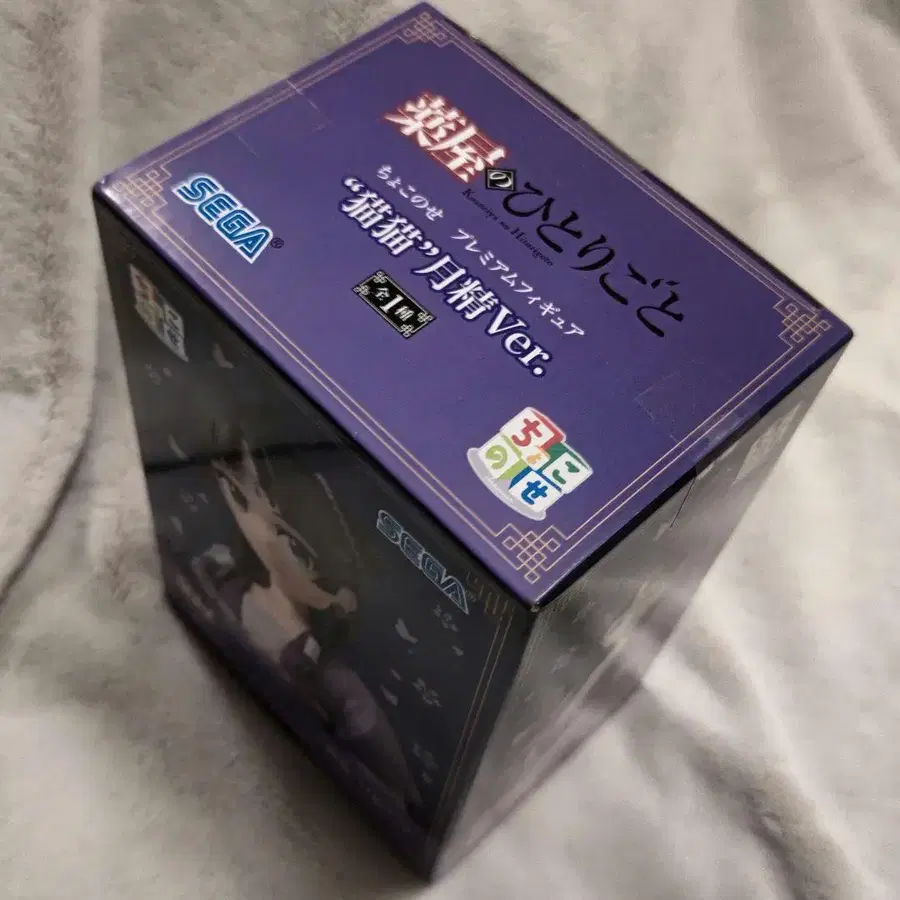 薬屋のひとりごと
Kusuriya no Hitorigoto
ちょこのせ プレミアムフィギュア
“猫猫”月精Ver.
全1種
SEGA®
ちょこ
のせ
SEGA